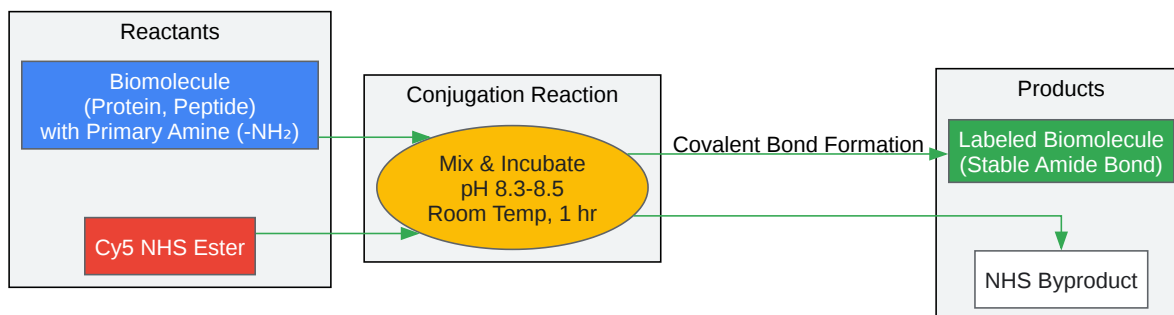 Reactants
Biomolecule
(Protein, Peptide)
with Primary Amine (-NH₂)
Cy5 NHS Ester
Conjugation Reaction
Mix & Incubate
pH 8.3-8.5
Room Temp, 1 hr
Covalent Bond Formation
Products
Labeled Biomolecule
(Stable Amide Bond)
NHS Byproduct